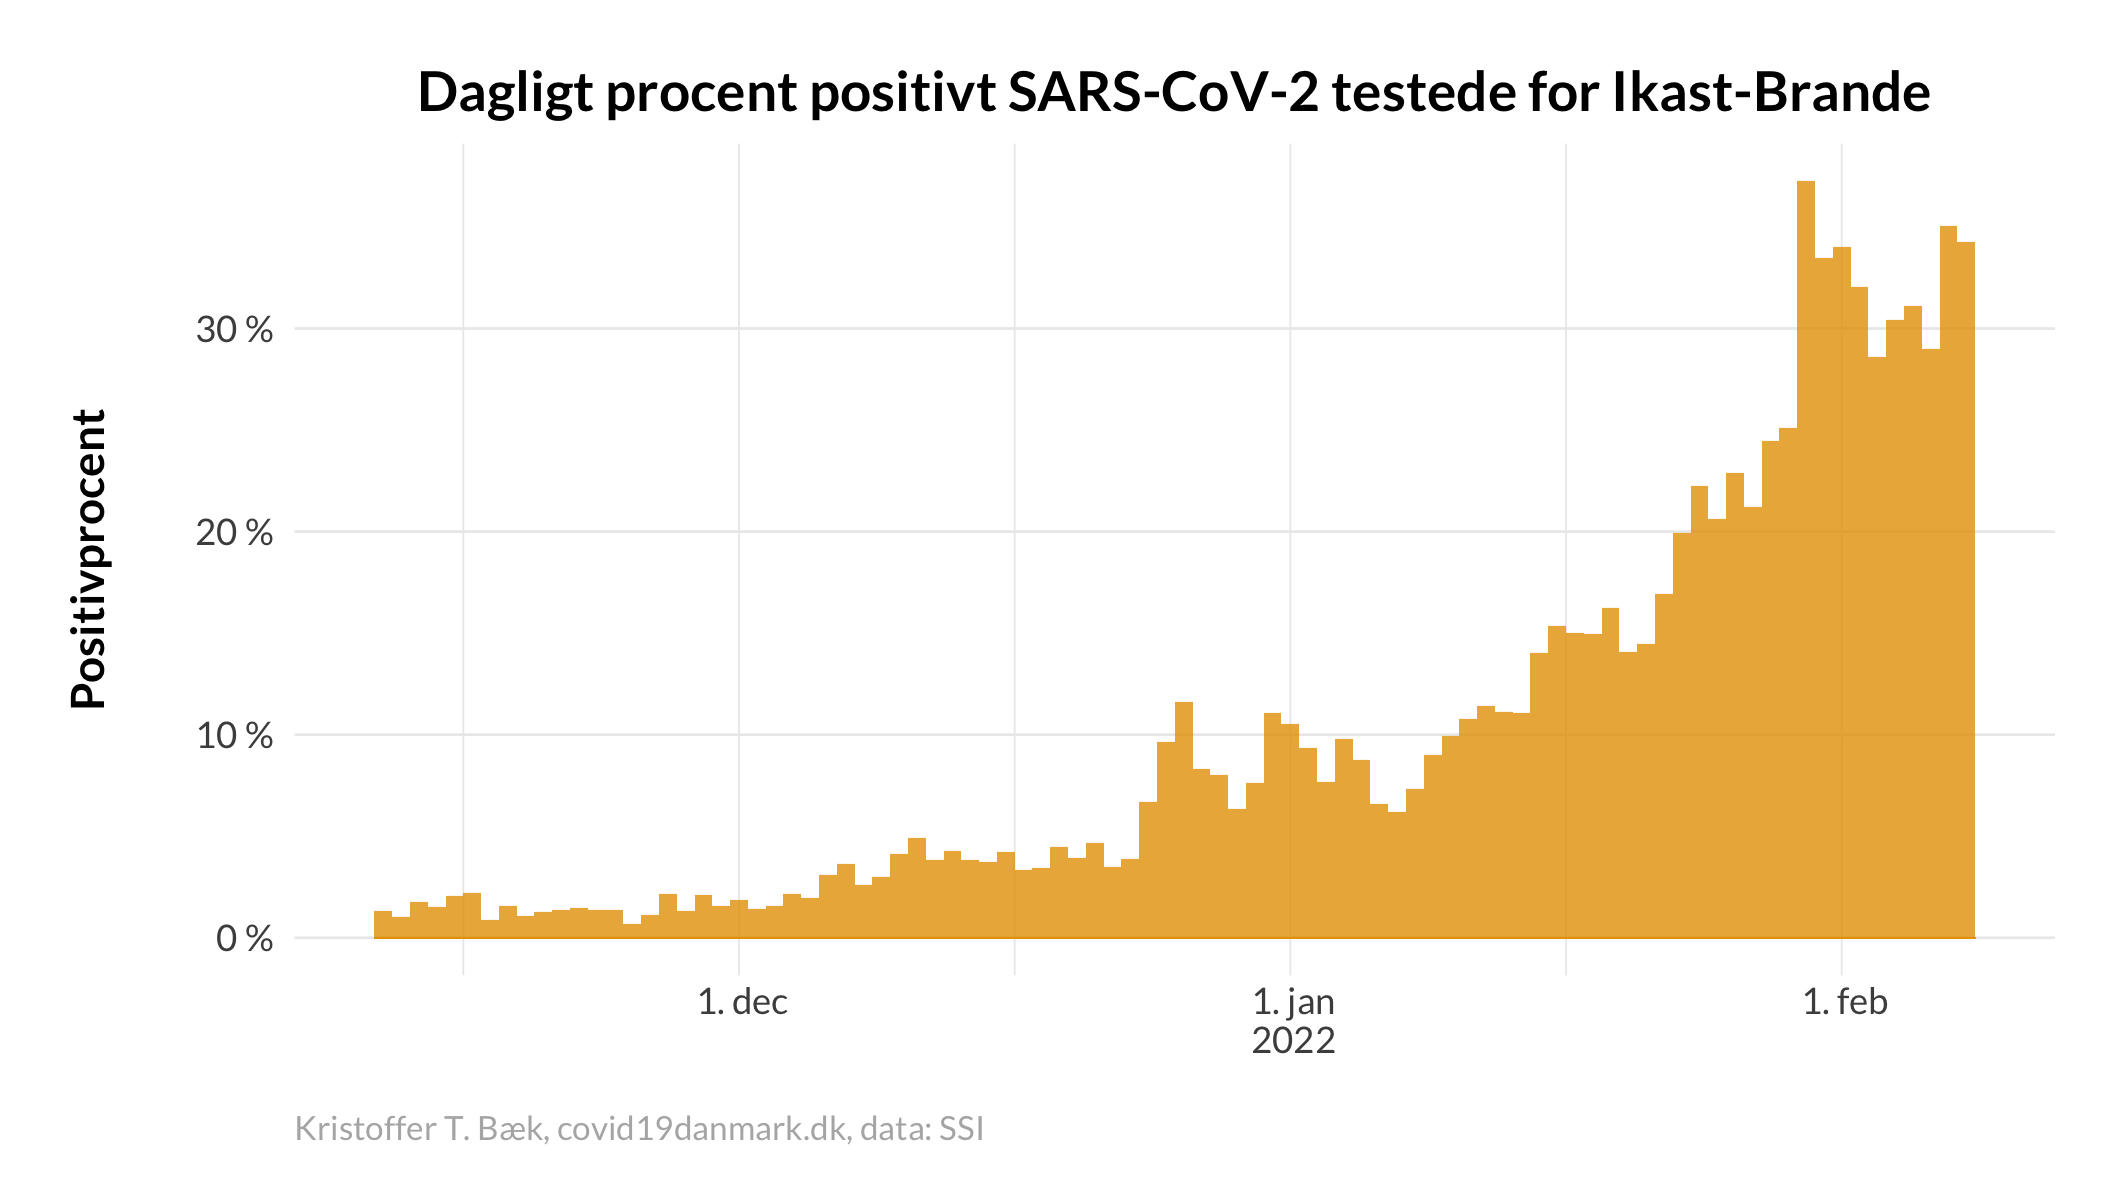 Dagligt procent positivt SARS-CoV-2 testede for Ikast-Brande
Positivprocent
30 %
20 %
10 %
0 %
1. dec
1. jan
2022
1. feb
Kristoffer T. Bæk, covid19danmark.dk, data: SSI